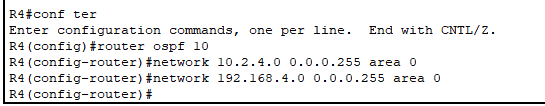 R4#conf ter
Enter configuration commands, one per line.  End with CNTL/Z.
R4(config)#router ospf 10
R4(config-router)#network 10.2.4.0 0.0.0.255 area 0
R4(config-router)#network 192.168.4.0 0.0.0.255 area 0
R4(config-router)#